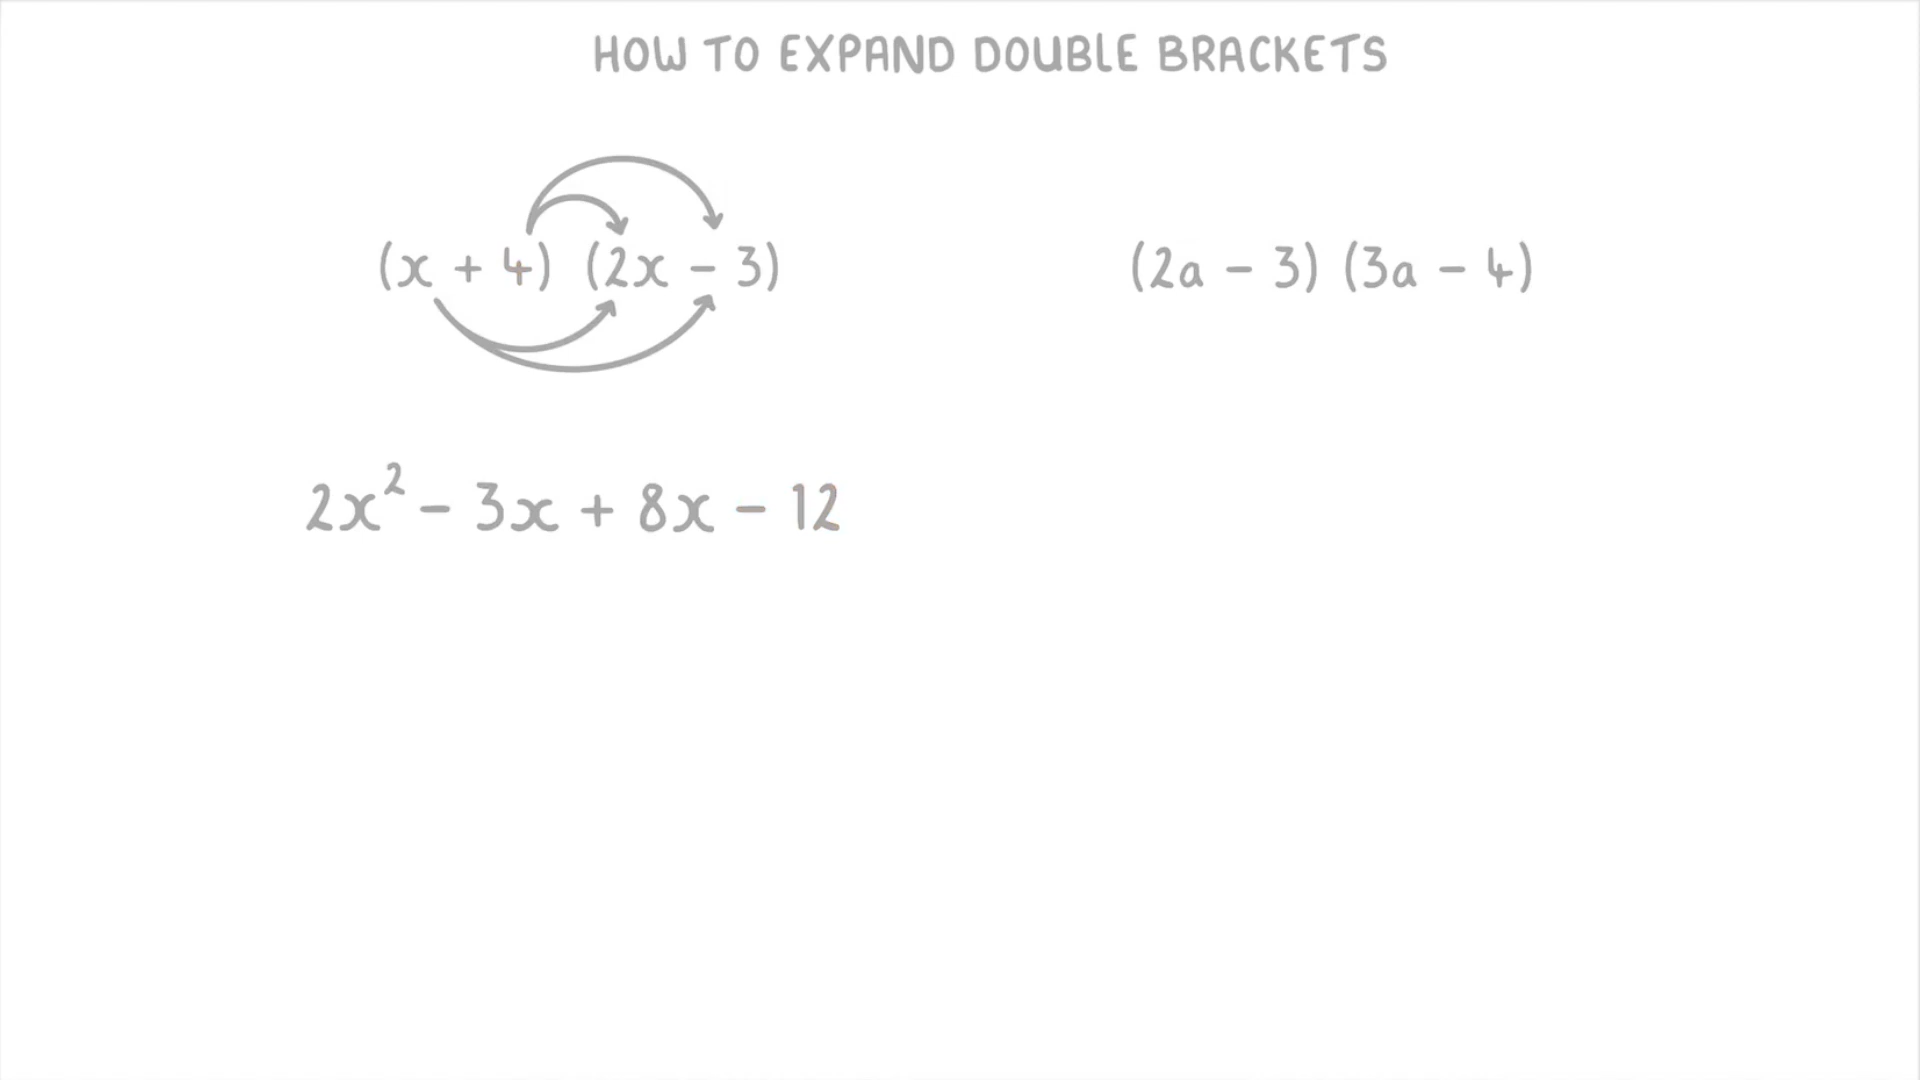 HOW TO EXPAND DOUBLE BRACKETS
(x + 4) (2x - 3)
2x² - 3x + 8x - 12
(2a - 3) (3a - 4)